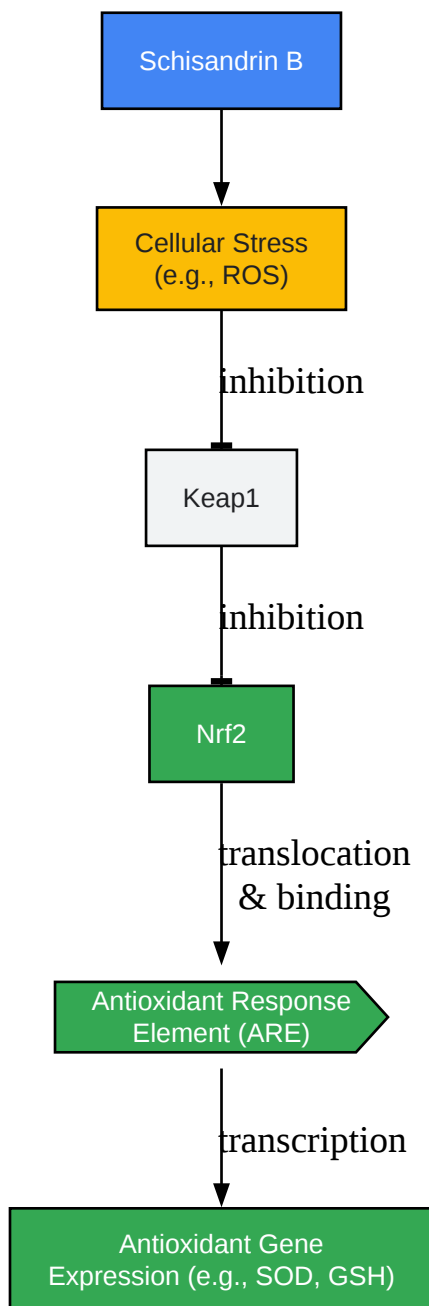 Schisandrin B
Cellular Stress
(e.g., ROS)
inhibition
Keap1
inhibition
Nrf2
translocation
& binding
Antioxidant Response
Element (ARE)
transcription
Antioxidant Gene
Expression (e.g., SOD, GSH)